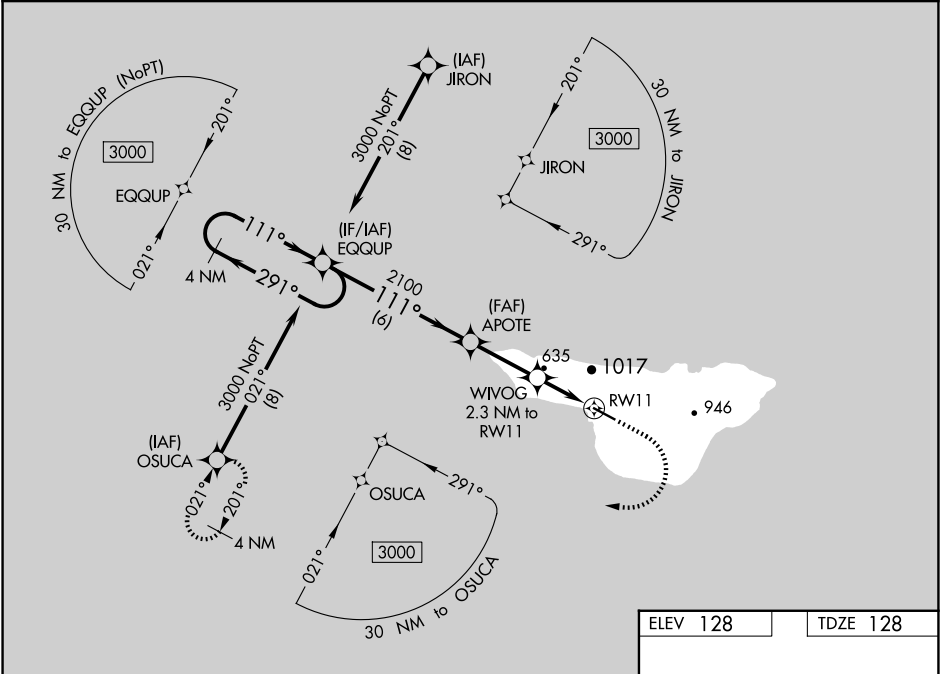 30 NM to EQQUP (NoPT)
201°
3000
EQQUP
021°
(IAF)
JIRON
3000 NoPT
201°
(8)
201°
30 NM to JIRON
3000
JIRON
291°
(IF/IAF)
EQQUP
111°
4 NM
291°
2100
111°
(6)
(FAF)
APOTE
635
1017
WIVOG
2.3 NM to
RW11
RW11
946
3000 NoPT
021°
(8)
(IAF)
OSUCA
021°
201°
4 NM
OSUCA
291°
3000
021°
30 NM to OSUCA
ELEV 128
TDZE 128